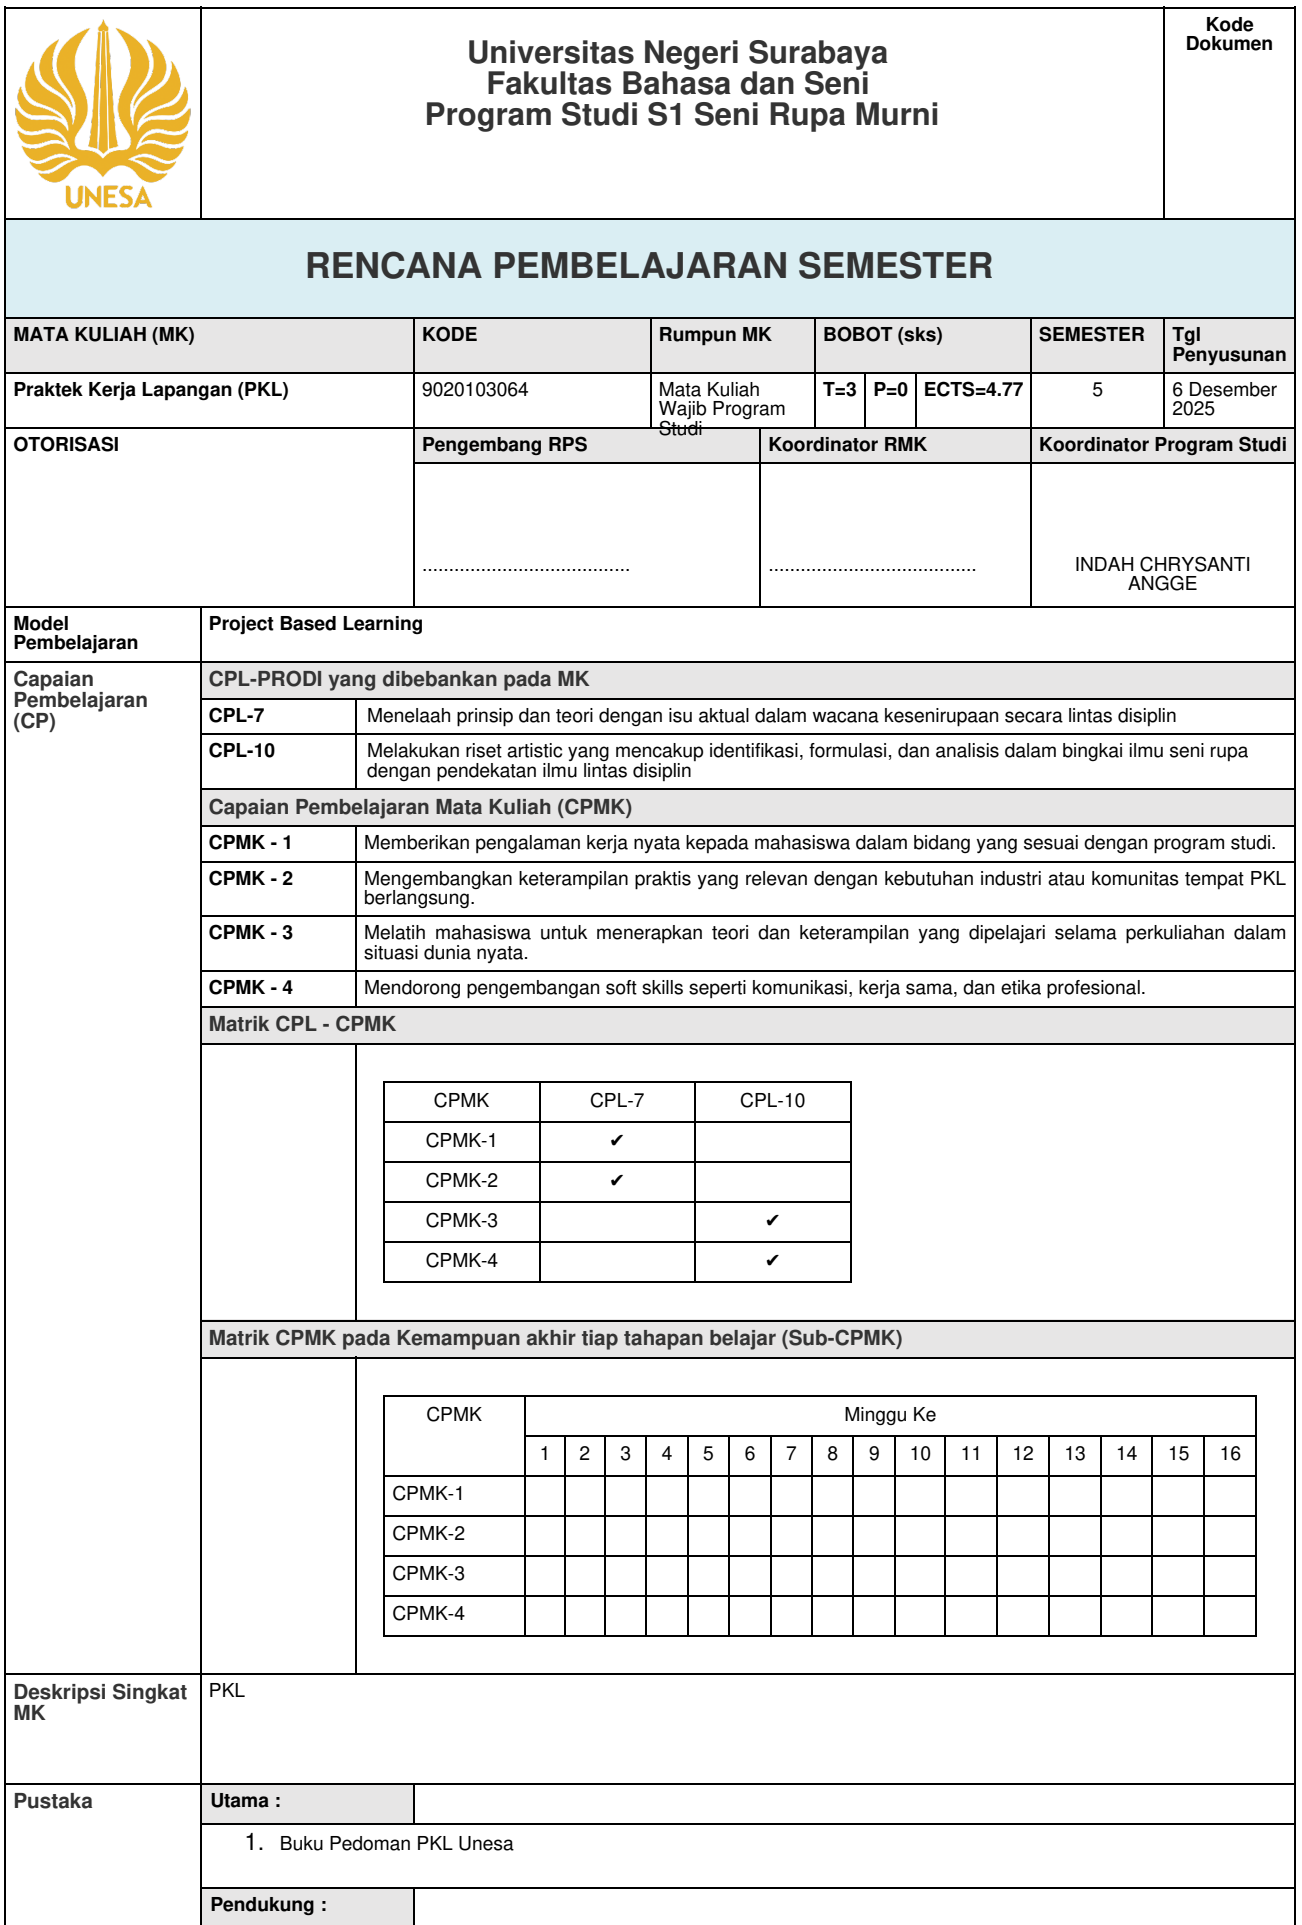 UNESA
Universitas Negeri Surabaya
Fakultas Bahasa dan Seni
Program Studi S1 Seni Rupa Murni
Kode
Dokumen
RENCANA PEMBELAJARAN SEMESTER
MATA KULIAH (MK) KODE Rumpun MK BOBOT (sks) SEMESTER Tgl
Penyusunan
Praktek Kerja Lapangan (PKL) 9020103064 Mata Kuliah
Wajib Program
Studi
T=3 P=0 ECTS=4.77 5 6 Desember
2025
OTORISASI Pengembang RPS Koordinator RMK Koordinator Program Studi
....................................... ....................................... INDAH CHRYSANTI
ANGGE
Model
Pembelajaran
Project Based Learning
Capaian
Pembelajaran
(CP)
CPL-PRODI yang dibebankan pada MK
CPL-7 Menelaah prinsip dan teori dengan isu aktual dalam wacana kesenirupaan secara lintas disiplin
CPL-10 Melakukan riset artistic yang mencakup identifikasi, formulasi, dan analisis dalam bingkai ilmu seni rupa
dengan pendekatan ilmu lintas disiplin
Capaian Pembelajaran Mata Kuliah (CPMK)
CPMK - 1 Memberikan pengalaman kerja nyata kepada mahasiswa dalam bidang yang sesuai dengan program studi.
CPMK - 2 Mengembangkan keterampilan praktis yang relevan dengan kebutuhan industri atau komunitas tempat PKL
berlangsung.
CPMK - 3 Melatih mahasiswa untuk menerapkan teori dan keterampilan yang dipelajari selama perkuliahan dalam
situasi dunia nyata.
CPMK - 4 Mendorong pengembangan soft skills seperti komunikasi, kerja sama, dan etika profesional.
Matrik CPL - CPMK
CPMK CPL-7 CPL-10
CPMK-1 ✔
CPMK-2 ✔
CPMK-3 ✔
CPMK-4 ✔
Matrik CPMK pada Kemampuan akhir tiap tahapan belajar (Sub-CPMK)
CPMK Minggu Ke
1 2 3 4 5 6 7 8 9 10 11 12 13 14 15 16
CPMK-1
CPMK-2
CPMK-3
CPMK-4
Deskripsi Singkat
MK
PKL
Pustaka Utama :
1. Buku Pedoman PKL Unesa
Pendukung :